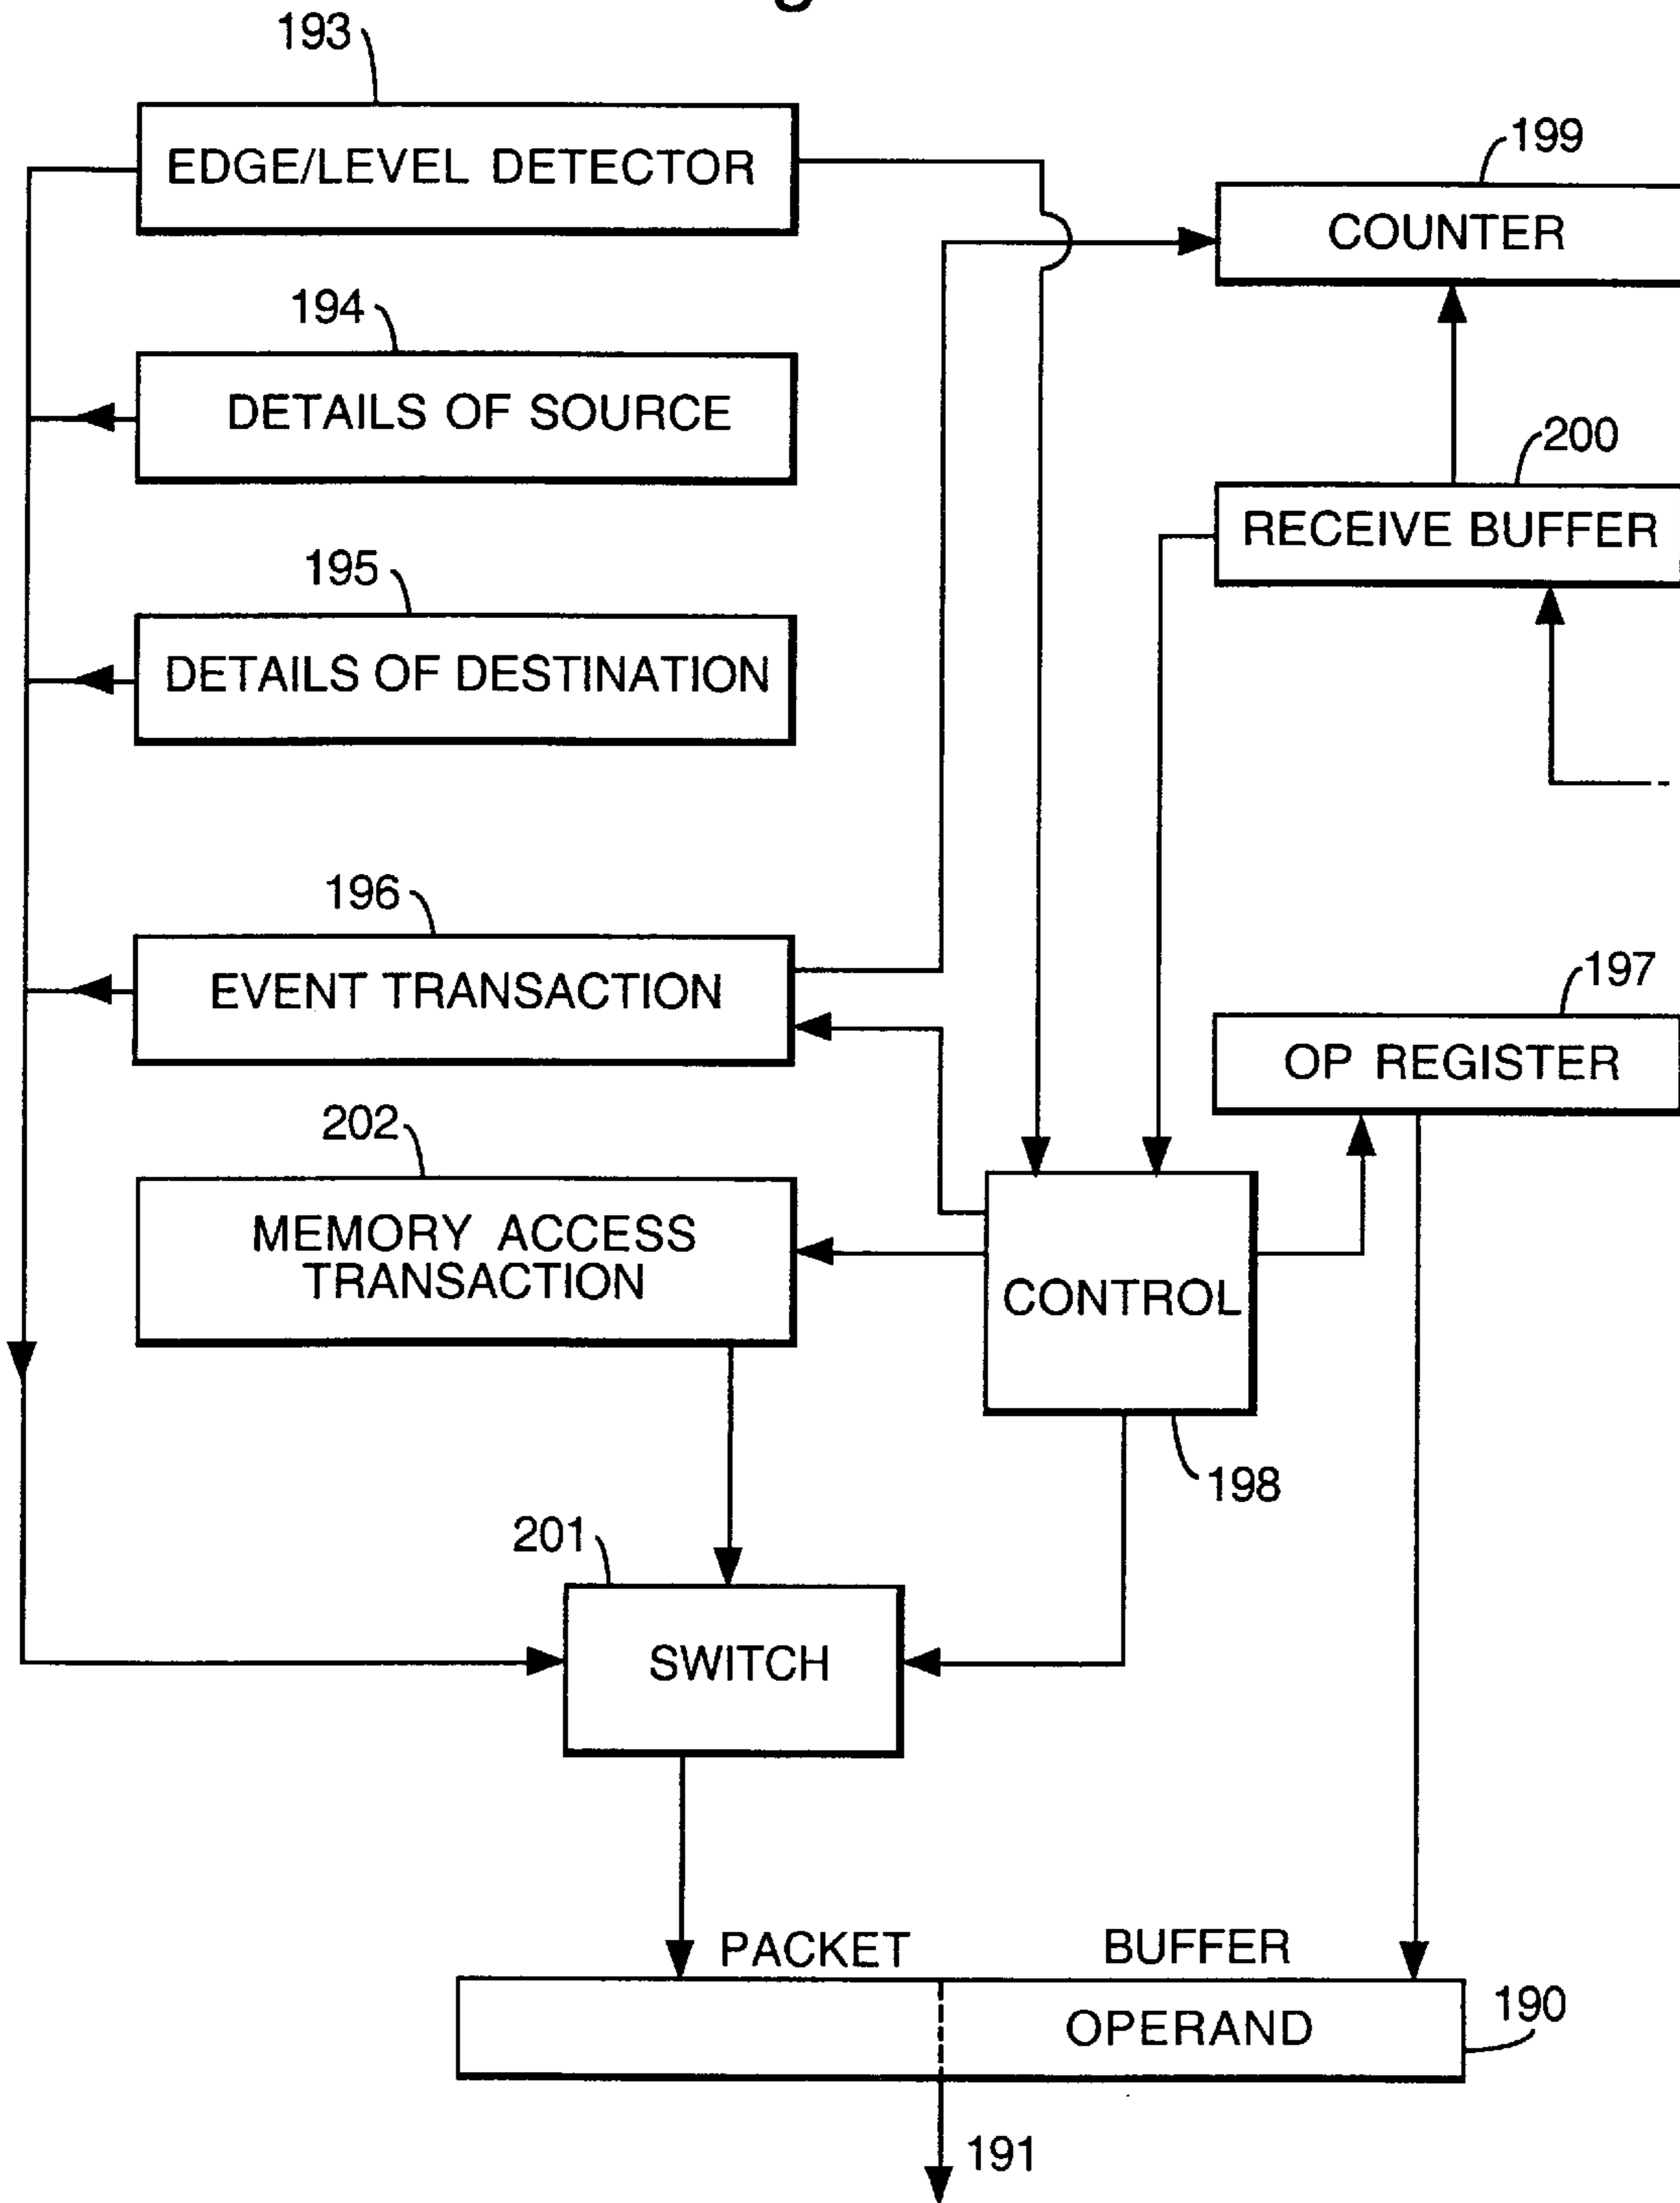 193
EDGE/LEVEL DETECTOR
199
COUNTER
194
DETAILS OF SOURCE
200
RECEIVE BUFFER
195
DETAILS OF DESTINATION
196
EVENT TRANSACTION
197
OP REGISTER
202
MEMORY ACCESS
TRANSACTION
CONTROL
198
201
SWITCH
PACKET BUFFER
OPERAND
190
191